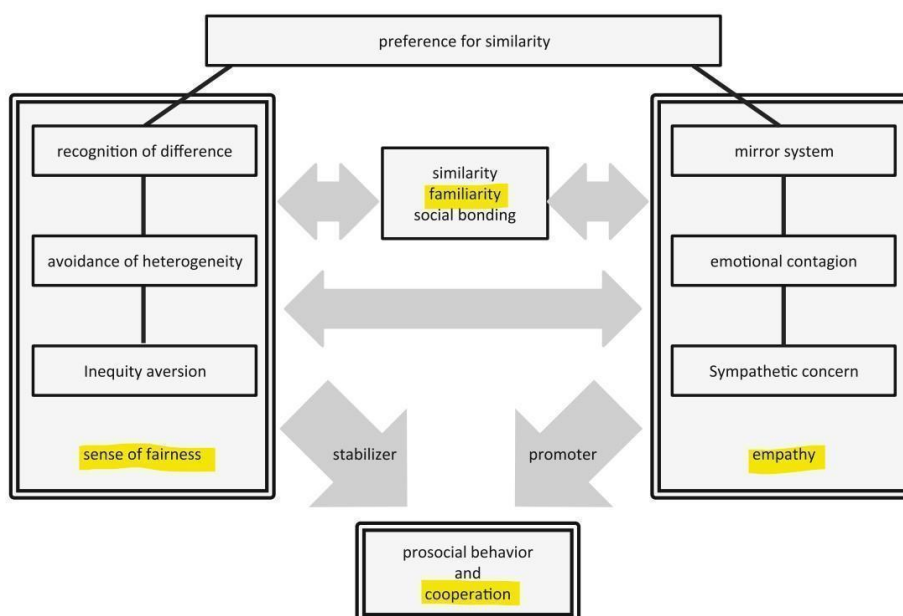 preference for similarity
recognition of difference
avoidance of heterogeneity
Inequity aversion
sense of fairness
similarity
familiarity
social bonding
mirror system
emotional contagion
Sympathetic concern
empathy
stabilizer
promoter
prosocial behavior
and
cooperation